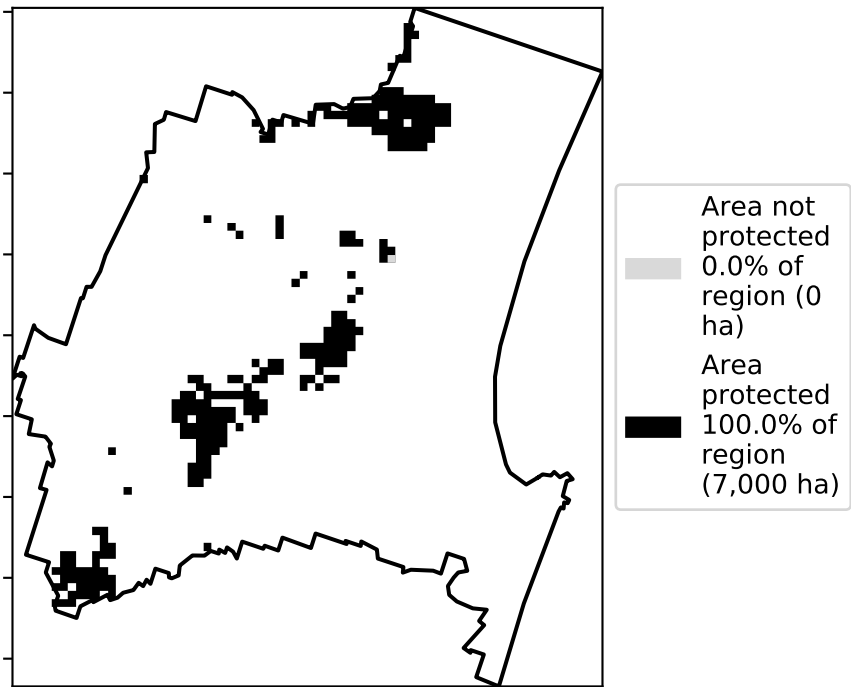 Area not
protected
0.0% of
region (0
ha)
Area
protected
100.0% of
region
(7,000 ha)